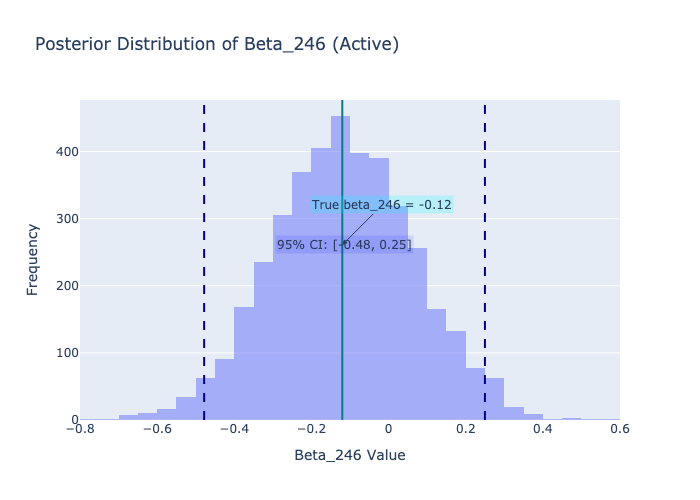 Posterior Distribution of Beta_246 (Active)
400
300
200
100
0
True beta_246 = -0.12
95% CI: [-0.48, 0.25]
−0.8
−0.6
−0.4
−0.2
0
0.2
0.4
0.6
Beta_246 Value
Frequency